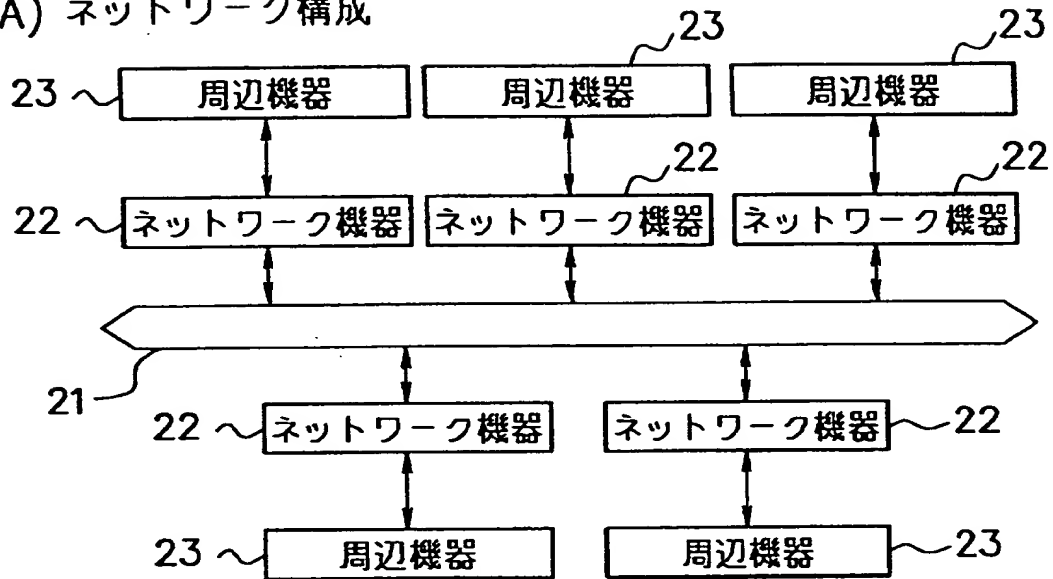 A) ネットワーク構成
23 23
23 周辺機器 周辺機器 周辺機器
22 22
22 ネットワーク機器 ネットワーク機器 ネットワーク機器
21
22 ネットワーク機器 ネットワーク機器 22
23 周辺機器 周辺機器 23